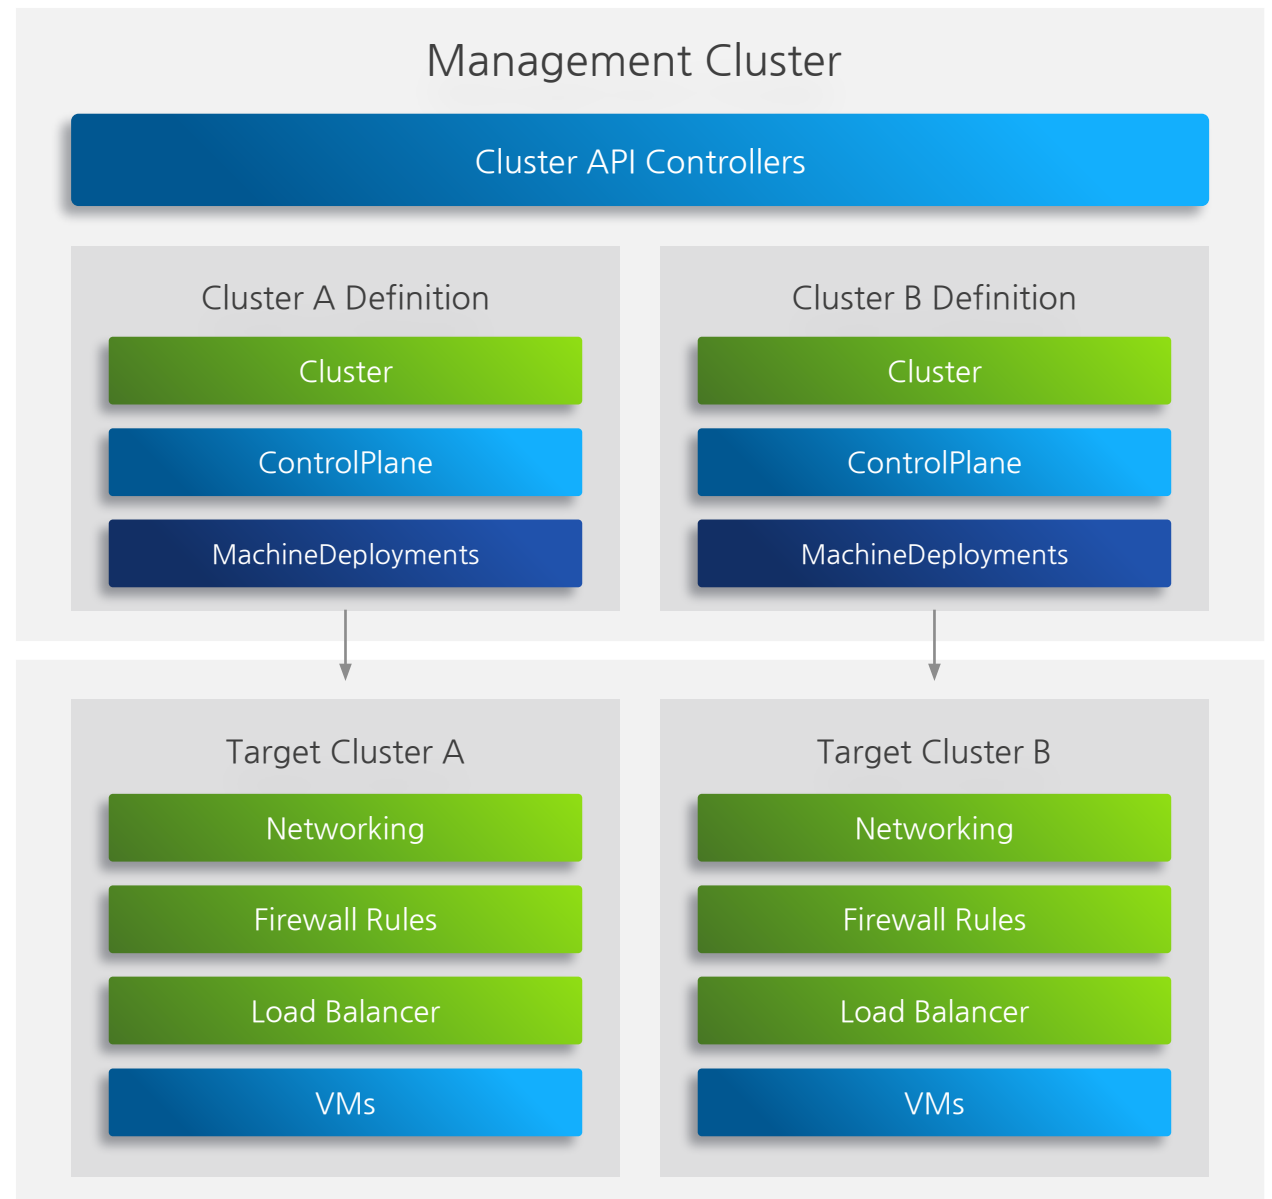 Management Cluster
Cluster API Controllers
Cluster A Definition
Cluster
ControlPlane
MachineDeployments
Cluster B Definition
Cluster
ControlPlane
MachineDeployments
Target Cluster A
Networking
Firewall Rules
Load Balancer
VMs
Target Cluster B
Networking
Firewall Rules
Load Balancer
VMs